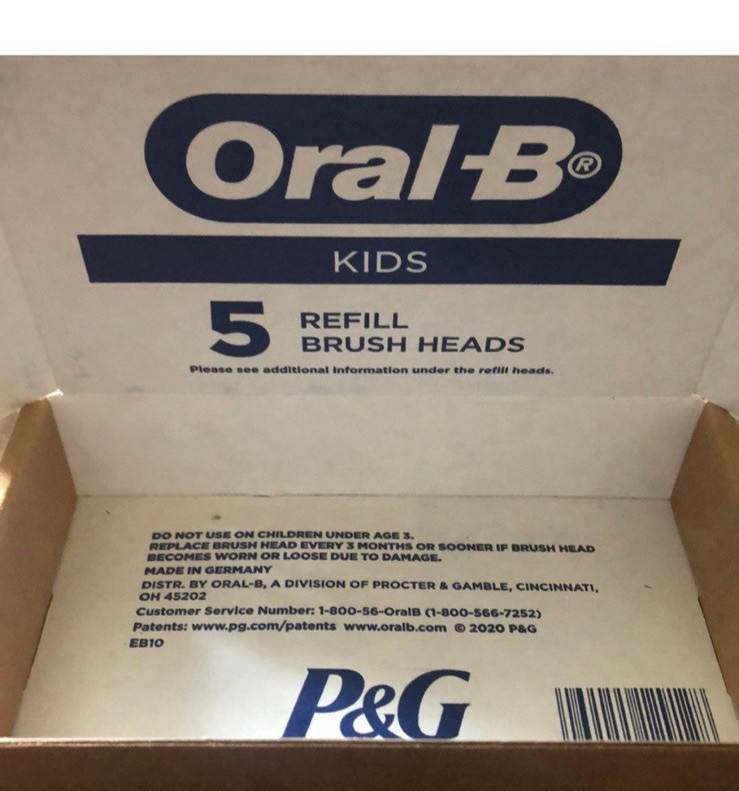 Oral-B®
KIDS
5 REFILL
BRUSH HEADS
Please see additional information under the refill heads.
DO NOT USE ON CHILDREN UNDER AGE 3.
REPLACE BRUSH HEAD EVERY 3 MONTHS OR SOONER IF BRUSH HEAD
BECOMES WORN OR LOOSE DUE TO DAMAGE.
MADE IN GERMANY
DISTR. BY ORAL-B, A DIVISION OF PROCTER & GAMBLE, CINCINNATI,
OH 45202
Customer Service Number: 1-800-56-OralB (1-800-566-7252)
Patents: www.pg.com/patents www.oralb.com © 2020 P&G
EB10
P&G